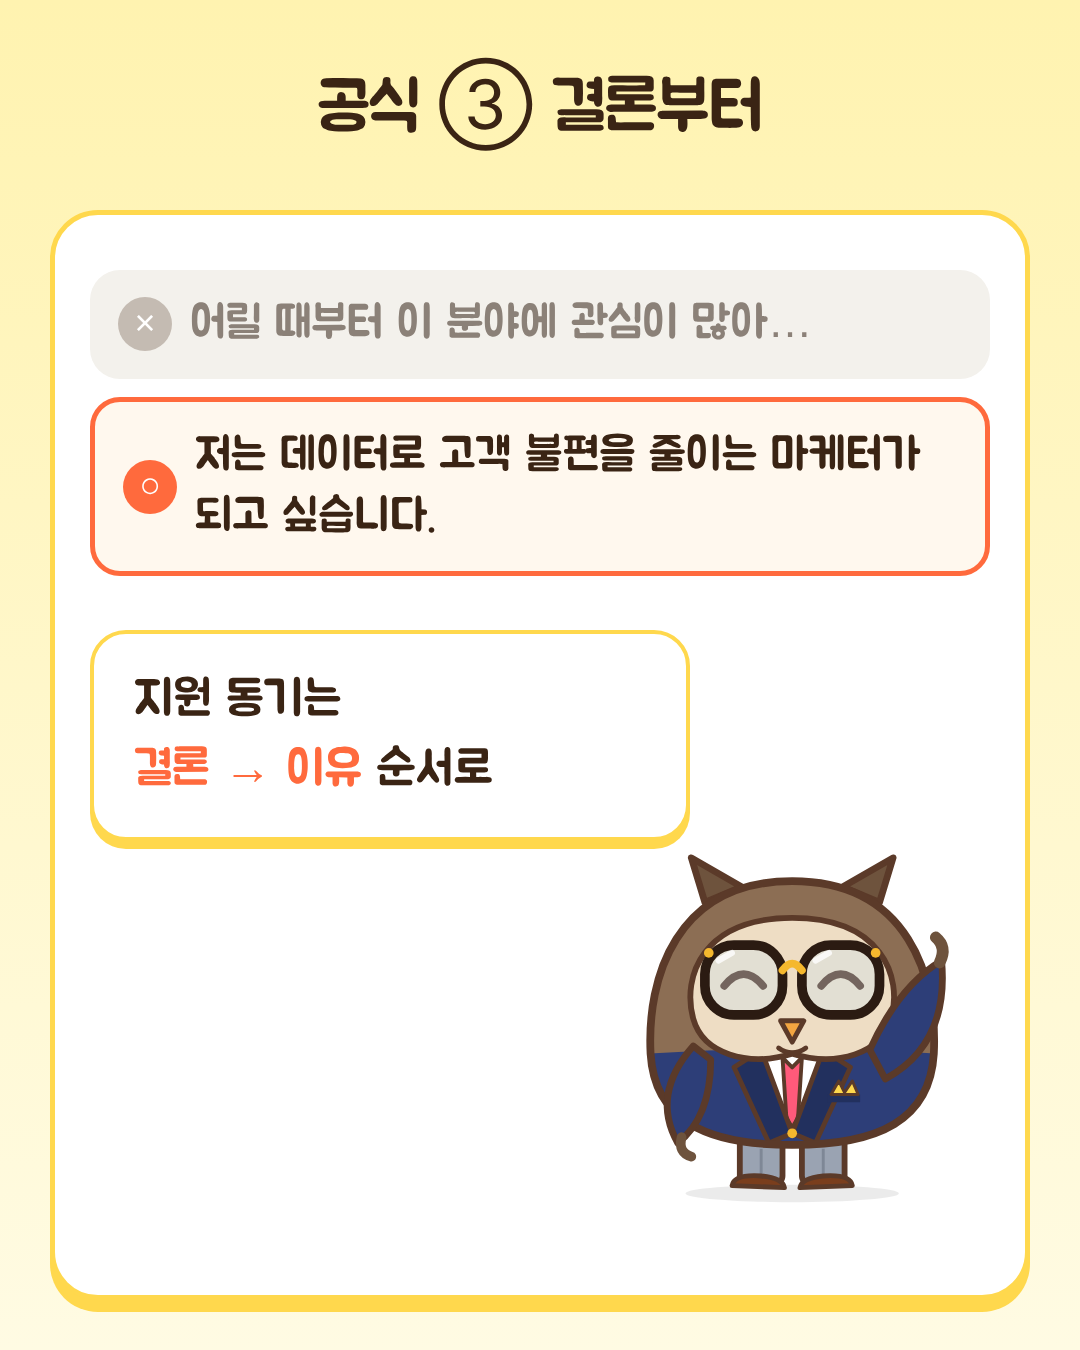 공식 ③ 결론부터
× 어릴 때부터 이 분야에 관심이 많아…
○ 저는 데이터로 고객 불편을 줄이는 마케터가
되고 싶습니다.
지원 동기는
결론 → 이유 순서로